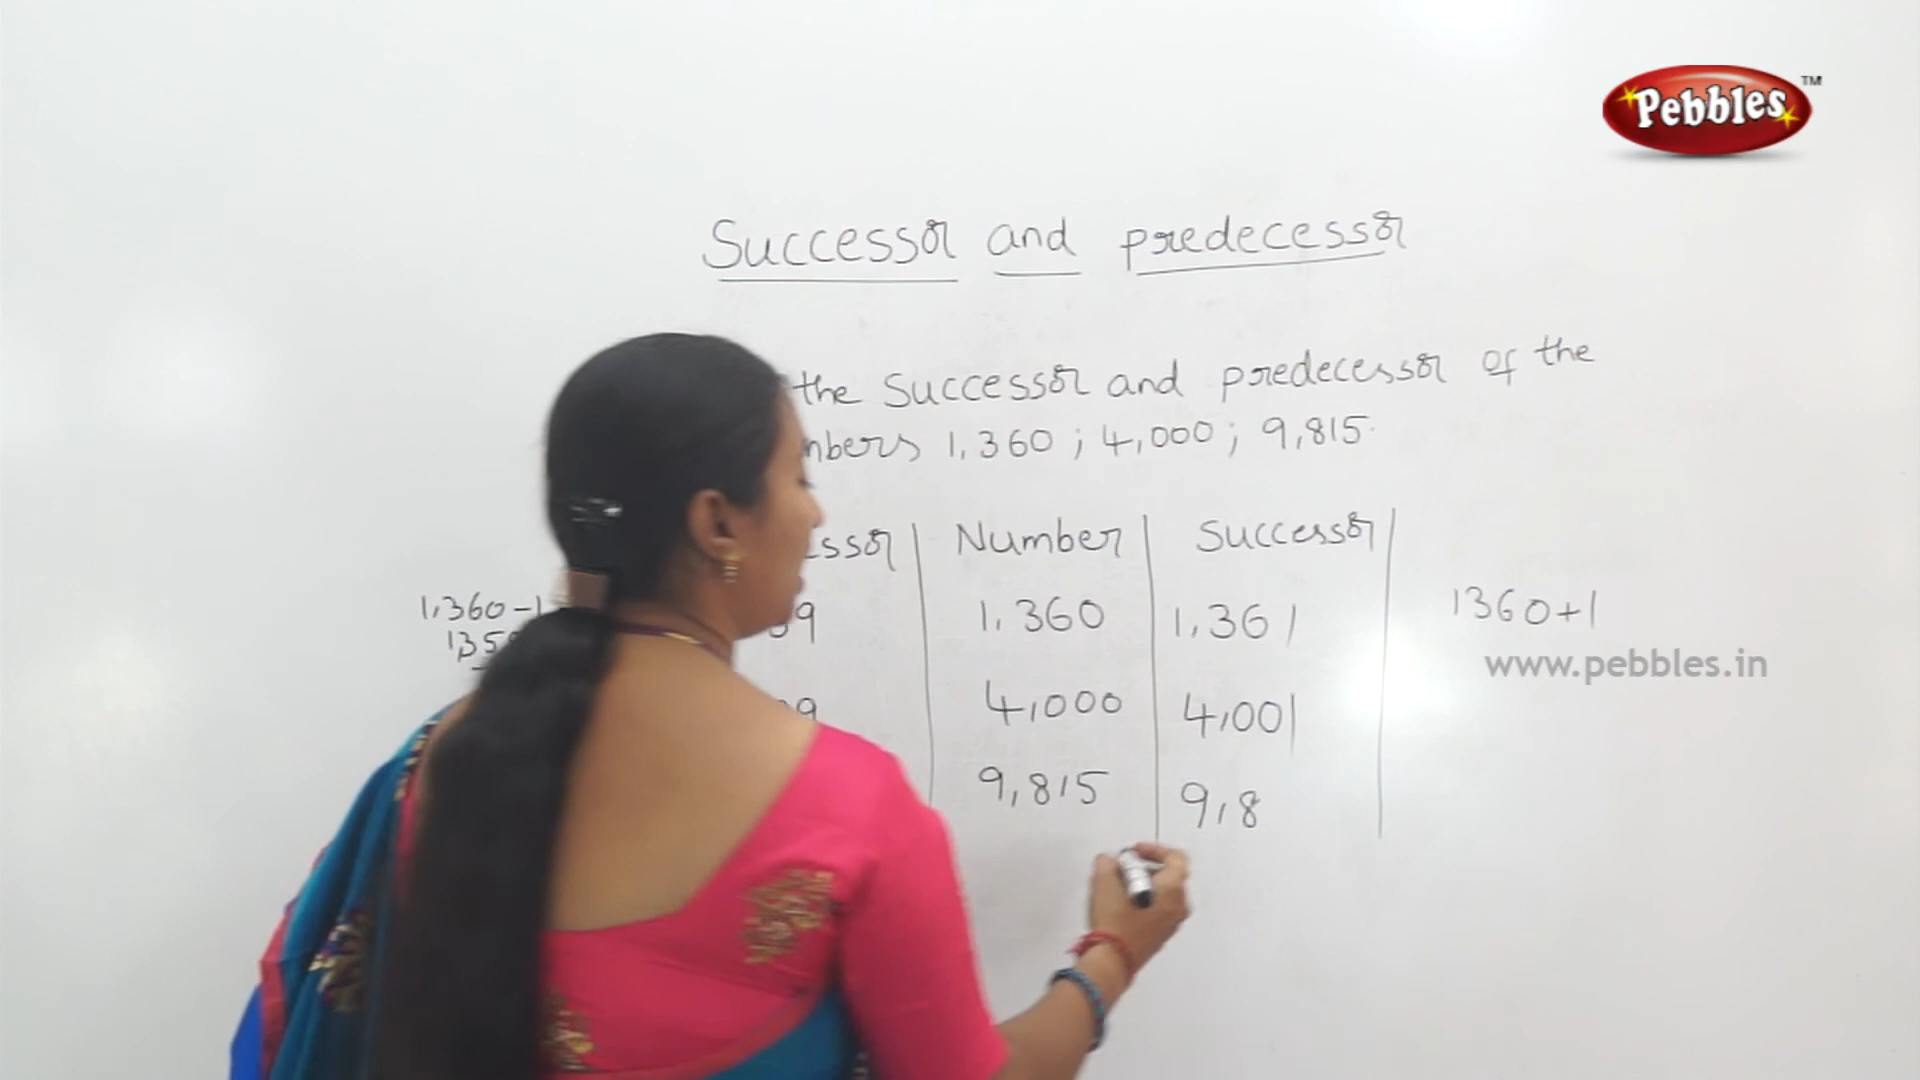 Pebbles TM
Successor and predecessor
the Successor and predecessor of the
1,360 ; 4,000 ; 9,815.
Number Successor
1,360-1 1,360 1,361 1360+1
www.pebbles.in
4,000 4,001
9,815 9,8